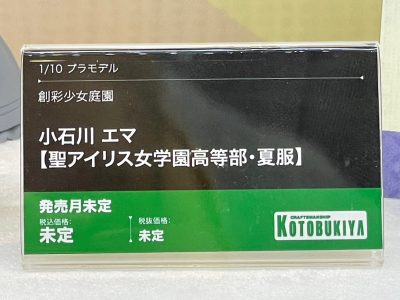 1/10 プラモデル
創彩少女庭園
小石川 エマ
【聖アイリス女学園高等部・夏服】
発売月未定
税込価格: 税抜価格:
未定 未定
CRAFTSMANSHIP
KOTOBUKIYA